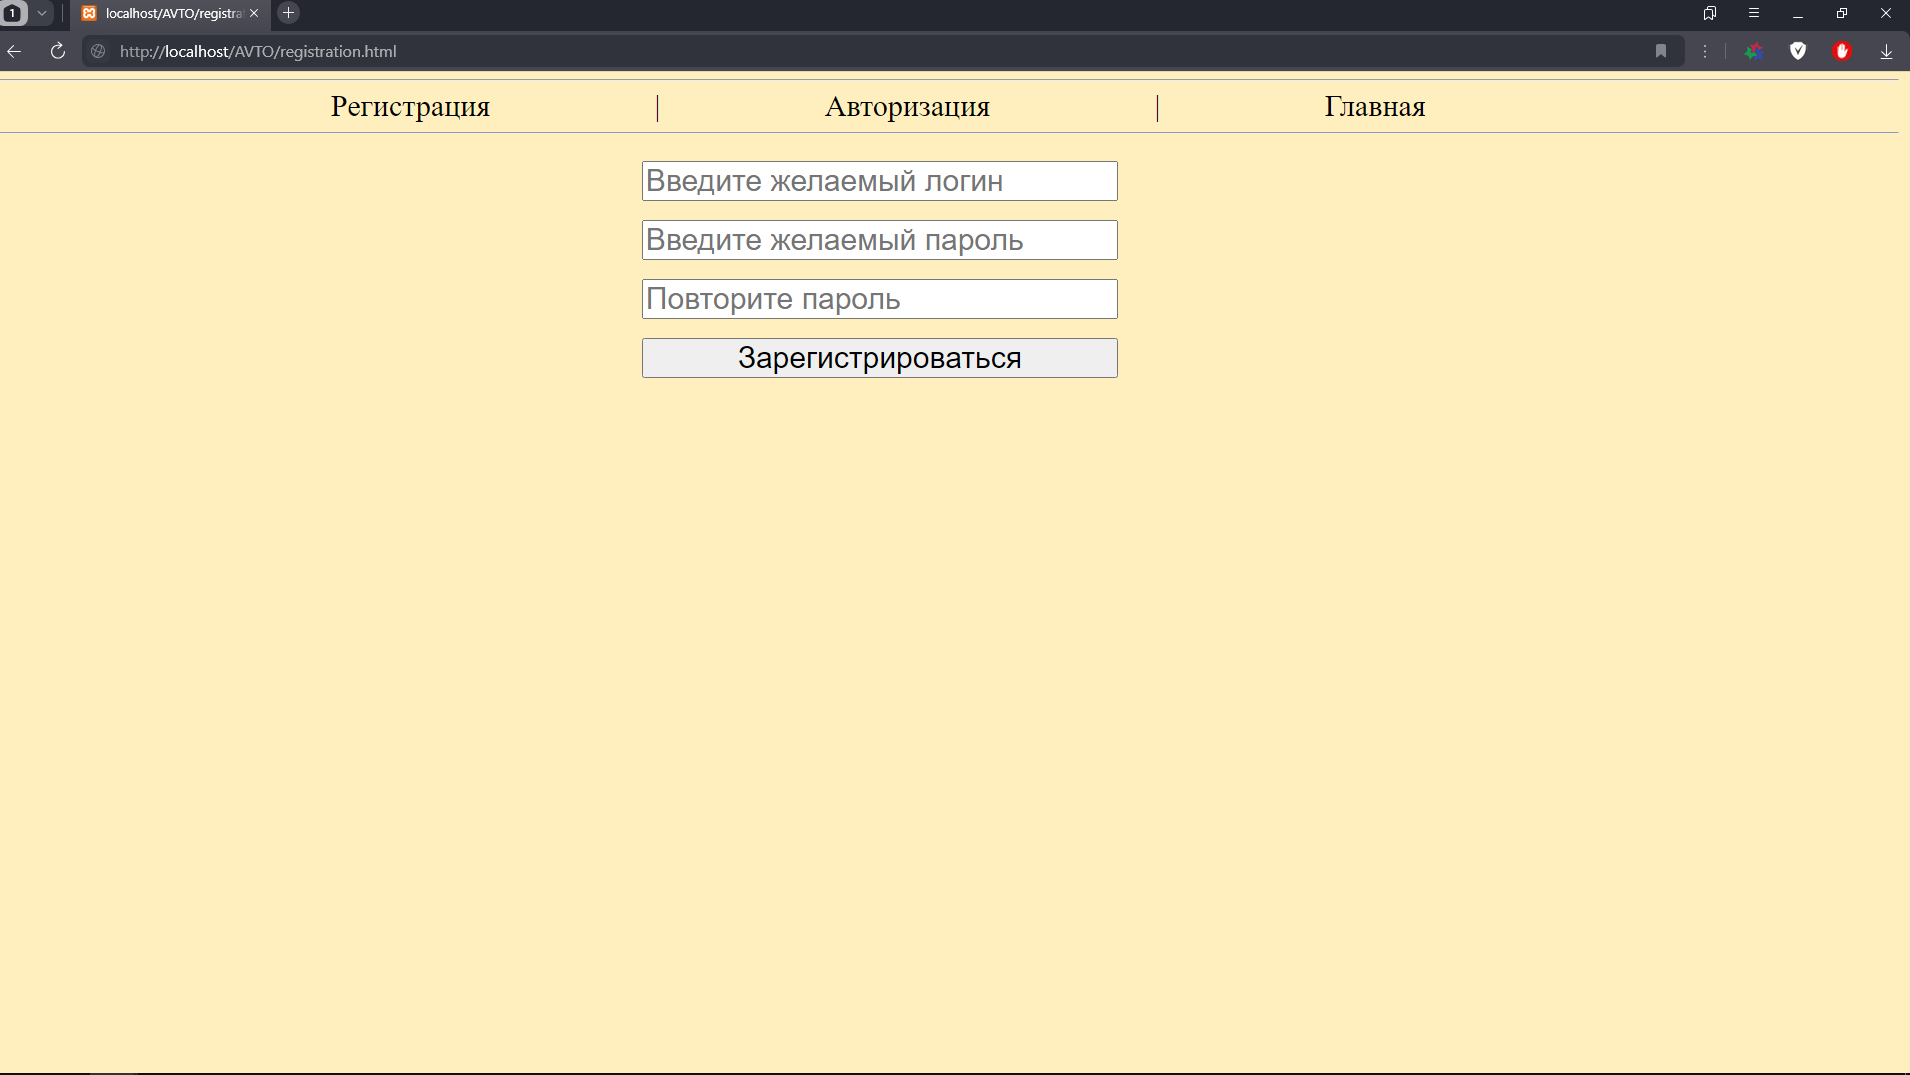 1
localhost/AVTO/registra
http://localhost/AVTO/registration.html
Регистрация | Авторизация | Главная
Введите желаемый логин
Введите желаемый пароль
Повторите пароль
Зарегистрироваться